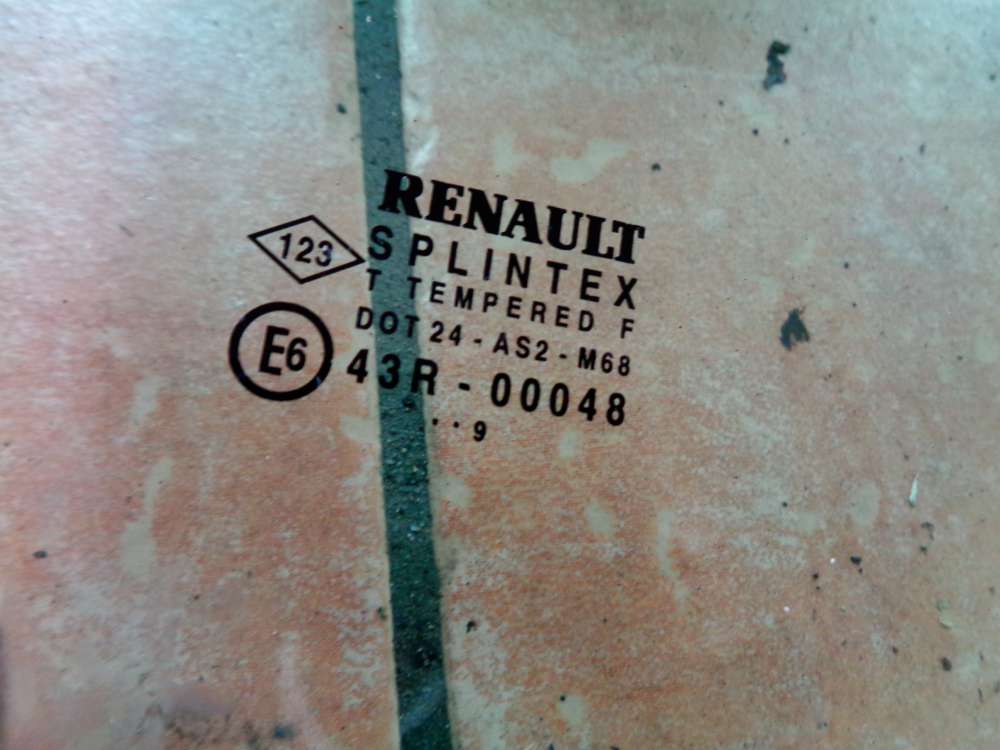 RENAULT
123
SPLINTEX
T TEMPERED F
DOT 24 - AS2 - M68
E6
43R - 00048
. . 9